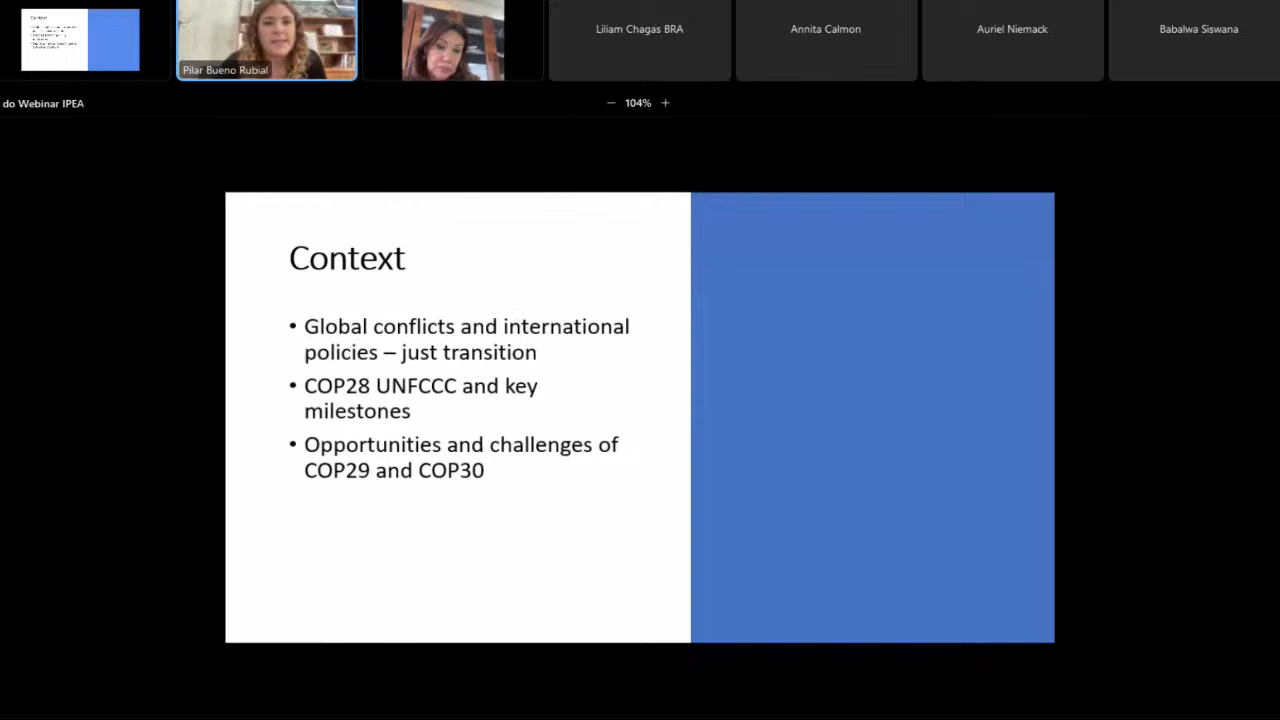 Context
Pilar Bueno Rubial
Liliam Chagas BRA
Annita Calmon
Auriel Niemack
Babalwa Siswana
do Webinar IPEA
104%
Context
• Global conflicts and international
policies – just transition
• COP28 UNFCCC and key
milestones
• Opportunities and challenges of
COP29 and COP30